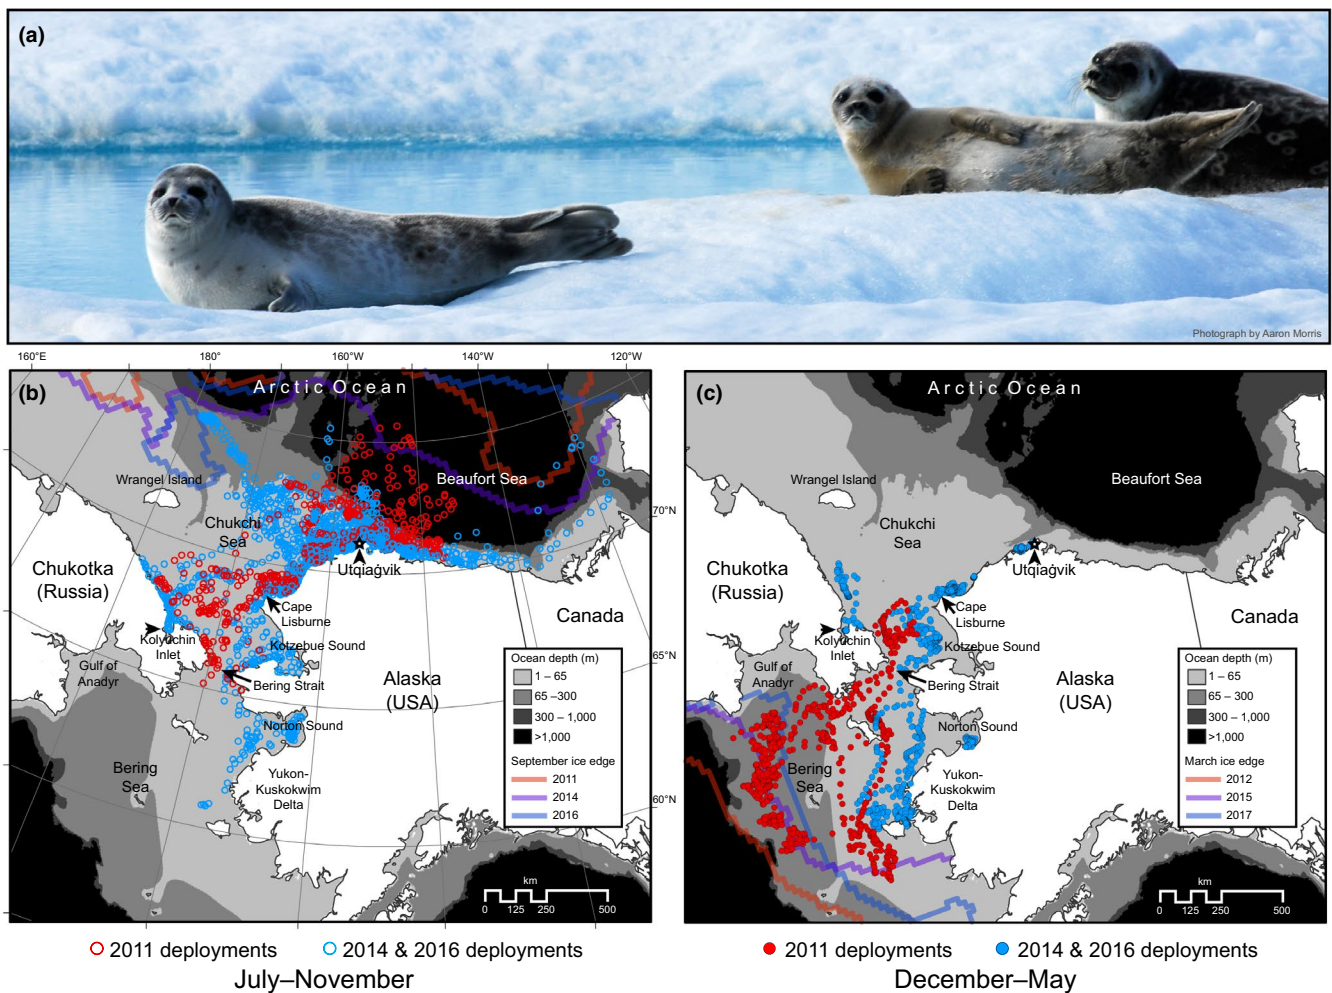 (a)
Photograph by Aaron Morris
160°E
180°
160°W
140°W
120°W
(b)
Arctic Ocean
Wrangel Island
Beaufort Sea
Chukchi
Sea
70°N
Utqiaġvik
Chukotka
(Russia)
Cape
Lisburne
Canada
Kolyuchin
Inlet
Kotzebue Sound
65°N
Gulf of
Anadyr
Bering Strait
Alaska
(USA)
Norton Sound
Bering
Sea
Yukon-
Kuskokwim
Delta
60°N
Ocean depth (m)
1 – 65
65 –300
300 – 1,000
>1,000
September ice edge
2011
2014
2016
km
0 125 250 500
2011 deployments
2014 & 2016 deployments
July–November
(c)
Arctic Ocean
Wrangel Island
Beaufort Sea
Chukchi
Sea
Utqiaġvik
Chukotka
(Russia)
Cape
Lisburne
Canada
Kolyuchin
Inlet
Kotzebue Sound
Gulf of
Anadyr
Bering Strait
Alaska
(USA)
Norton Sound
Bering
Sea
Yukon-
Kuskokwim
Delta
Ocean depth (m)
1 – 65
65 –300
300 – 1,000
>1,000
March ice edge
2012
2015
2017
km
0 125 250 500
2011 deployments
2014 & 2016 deployments
December–May